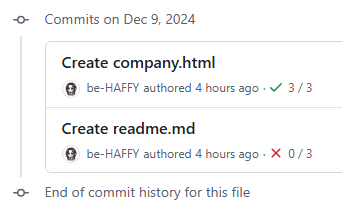 Commits on Dec 9, 2024
Create company.html
be-HAFFY authored 4 hours ago · ✓ 3 / 3
Create readme.md
be-HAFFY authored 4 hours ago · ✕ 0 / 3
End of commit history for this file